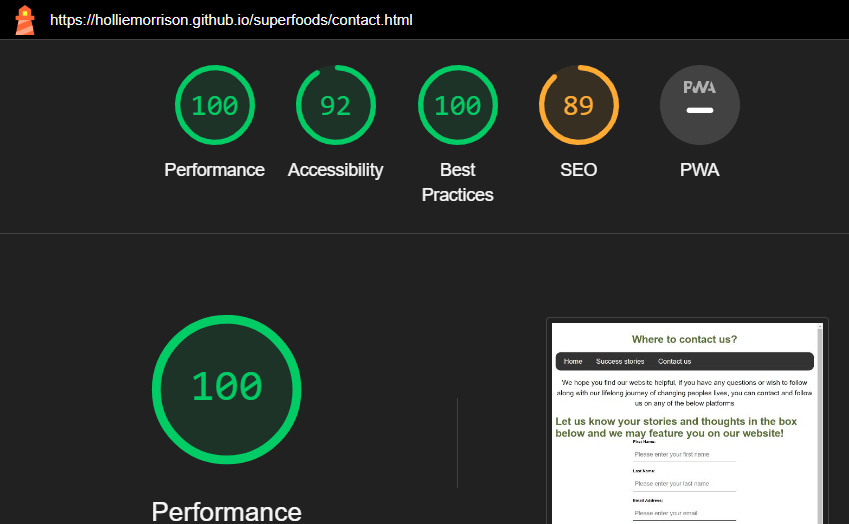 https://holliemorrison.github.io/superfoods/contact.html
100
92
100
89
PWA
Performance
Accessibility
Best
Practices
SEO
PWA
100
Performance
Where to contact us?
Home Success stories Contact us
We hope you find our website helpful, if you have any questions or wish to follow
along with our lifelong journey of changing peoples lives, you can contact and follow
us on any of the below platforms
Let us know your stories and thoughts in the box
below and we may feature you on our website!
First Name:
Please enter your first name
Last Name:
Please enter your last name
Email Address:
Please enter your email